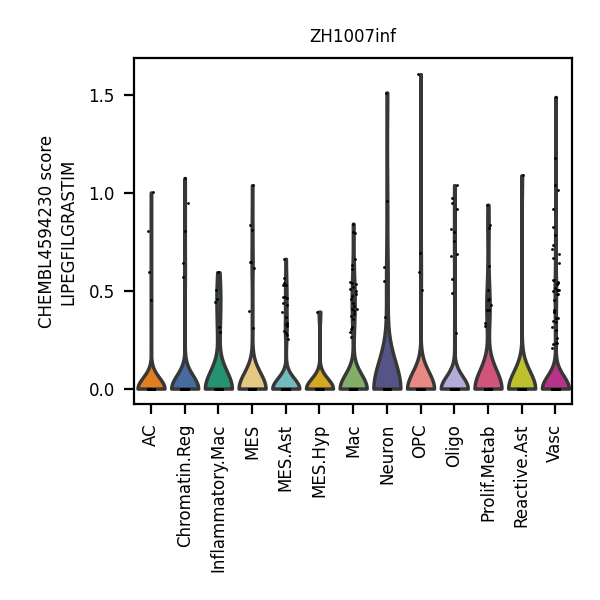 ZH1007inf
CHEMBL4594230 score
LIPEGFILGRASTIM
1.5
1.0
0.5
0.0
AC
Chromatin.Reg
Inflammatory.Mac
MES
MES.Ast
MES.Hyp
Mac
Neuron
OPC
Oligo
Prolif.Metab
Reactive.Ast
Vasc